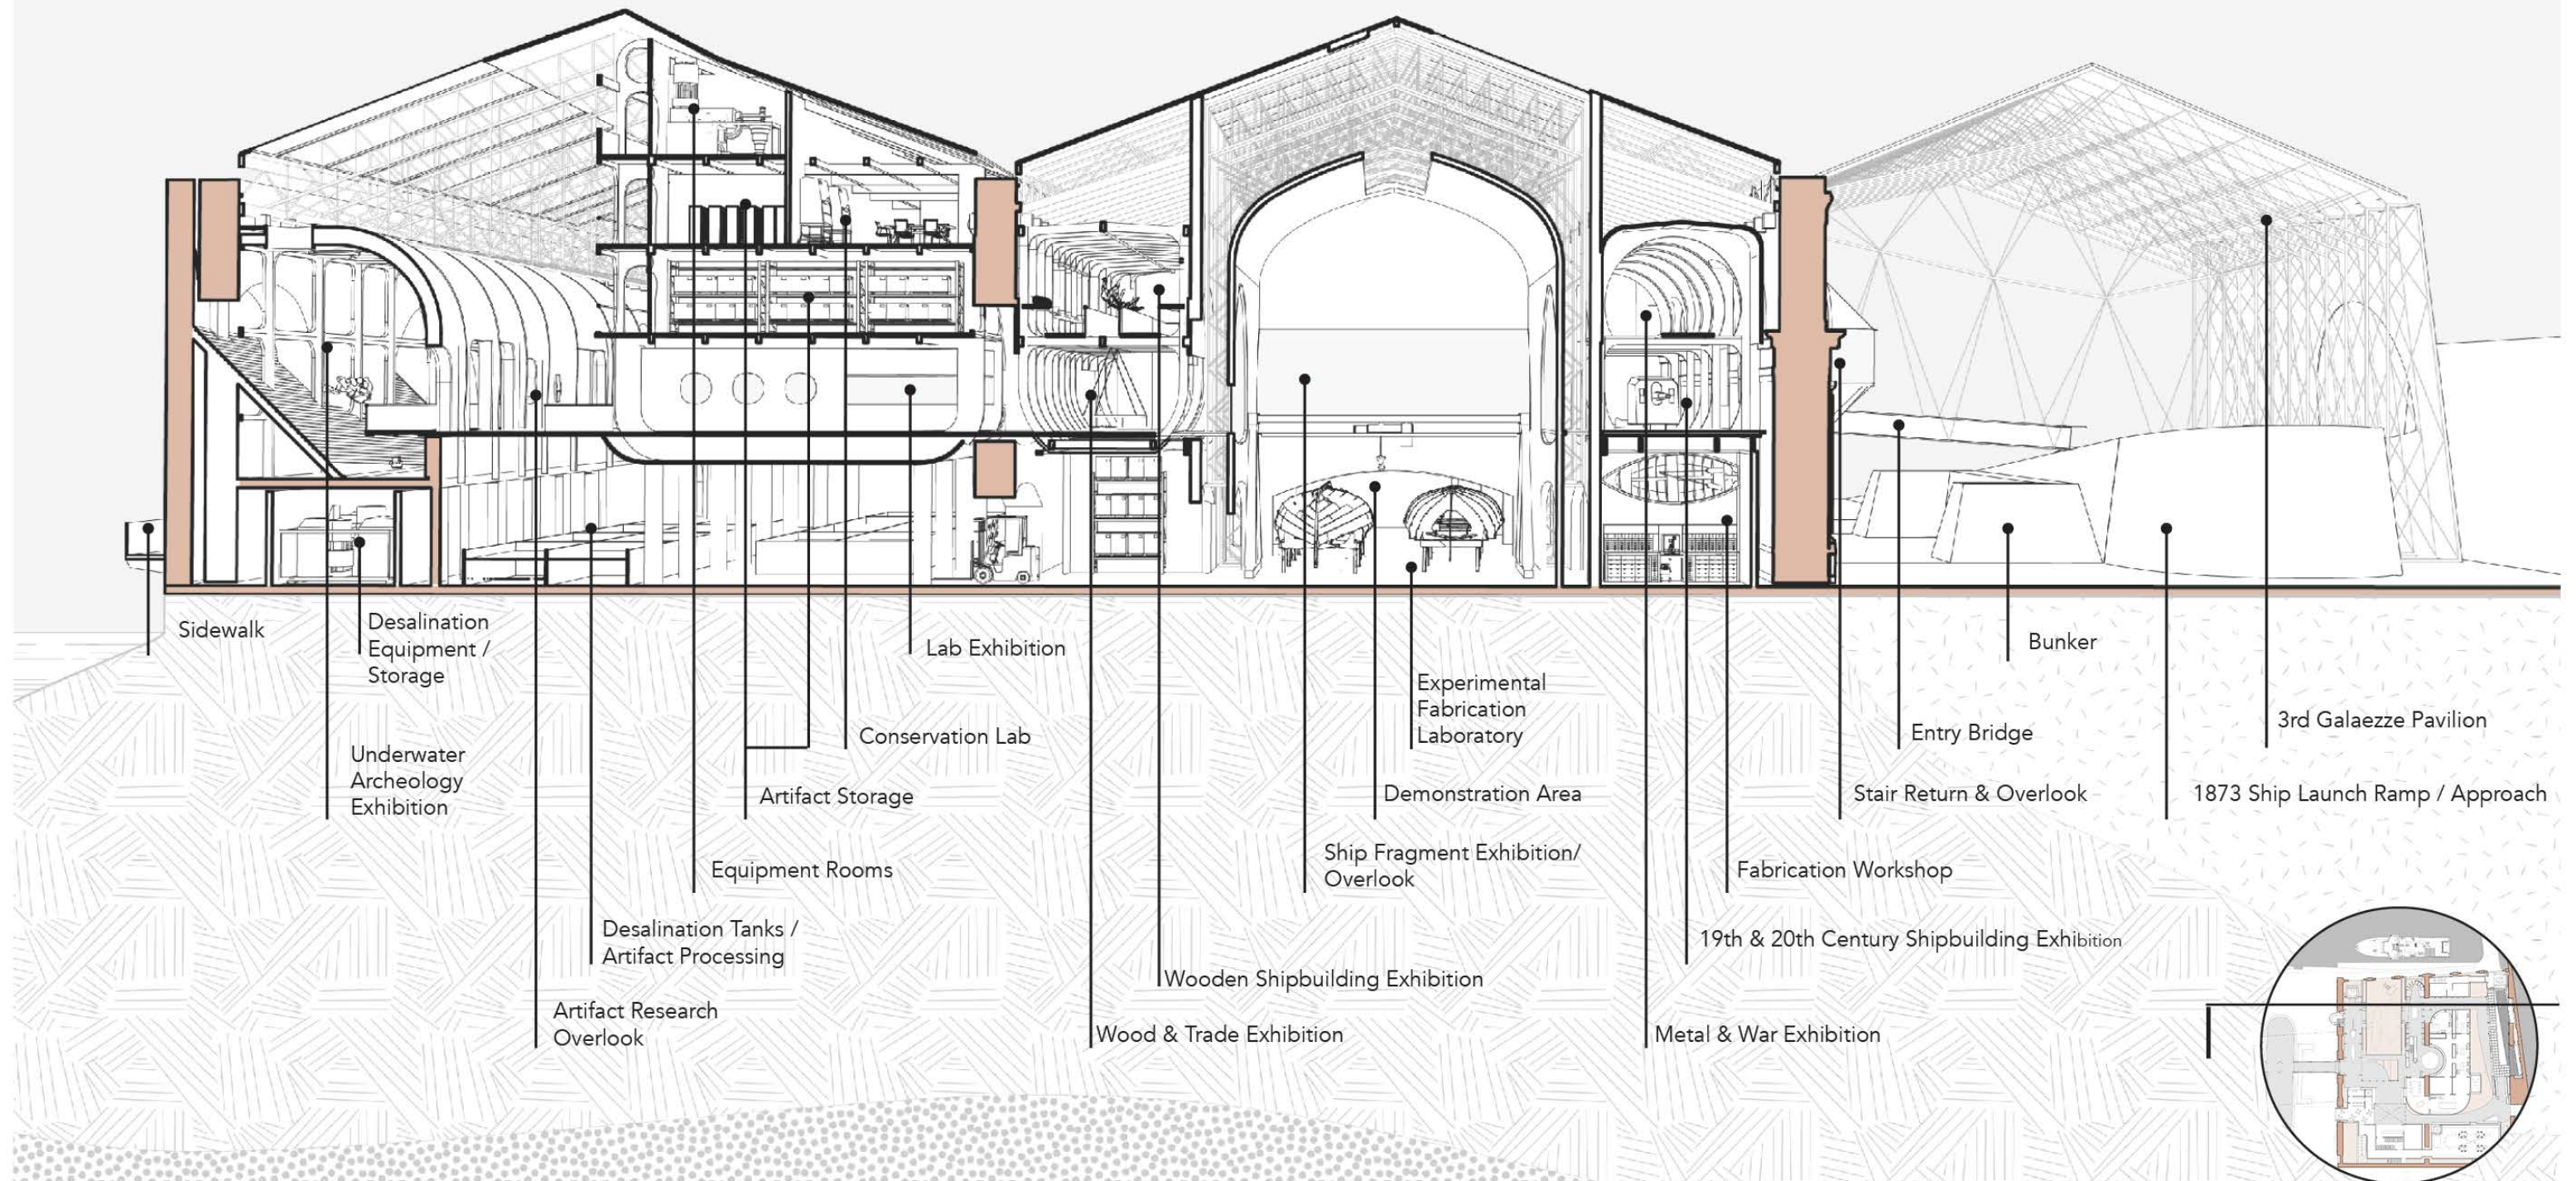 Sidewalk
Desalination
Equipment /
Storage
Underwater
Archeology
Exhibition
Lab Exhibition
Conservation Lab
Artifact Storage
Equipment Rooms
Desalination Tanks /
Artifact Processing
Artifact Research
Overlook
Experimental
Fabrication
Laboratory
Demonstration Area
Ship Fragment Exhibition/
Overlook
Wooden Shipbuilding Exhibition
Wood & Trade Exhibition
Bunker
Entry Bridge
3rd Galaezze Pavilion
Stair Return & Overlook
1873 Ship Launch Ramp / Approach
Fabrication Workshop
19th & 20th Century Shipbuilding Exhibition
Metal & War Exhibition